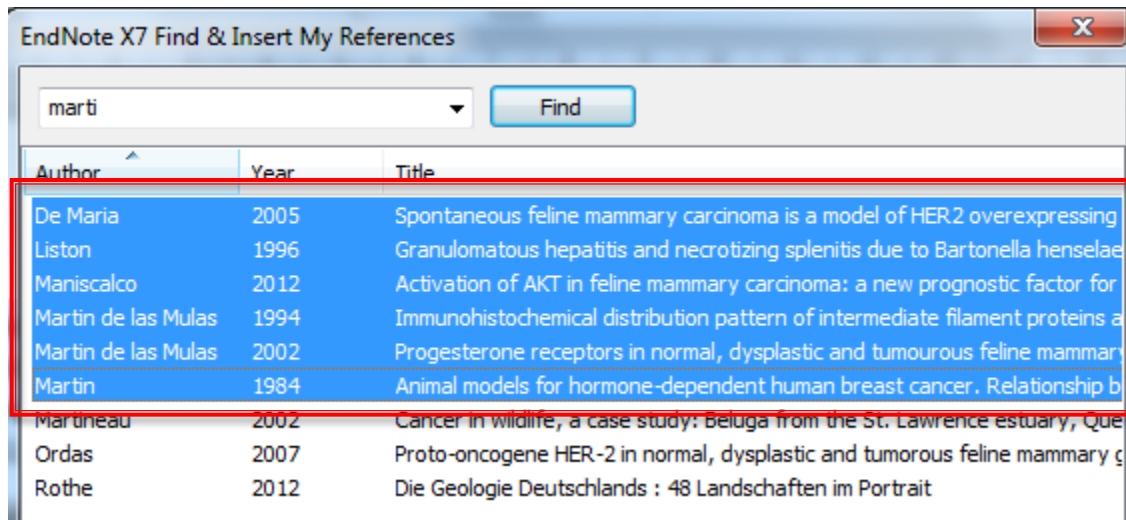 EndNote X7 Find & Insert My References
marti Find
Author Year Title
De Maria 2005 Spontaneous feline mammary carcinoma is a model of HER2 overexpressing
Liston 1996 Granulomatous hepatitis and necrotizing splenitis due to Bartonella henselae
Maniscalco 2012 Activation of AKT in feline mammary carcinoma: a new prognostic factor for
Martin de las Mulas 1994 Immunohistochemical distribution pattern of intermediate filament proteins a
Martin de las Mulas 2002 Progesterone receptors in normal, dysplastic and tumourous feline mammary
Martin 1984 Animal models for hormone-dependent human breast cancer. Relationship b
Martineau 2002 Cancer in wildlife, a case study: Beluga from the St. Lawrence estuary, Que
Ordas 2007 Proto-oncogene HER-2 in normal, dysplastic and tumorous feline mammary g
Rothe 2012 Die Geologie Deutschlands : 48 Landschaften im Portrait